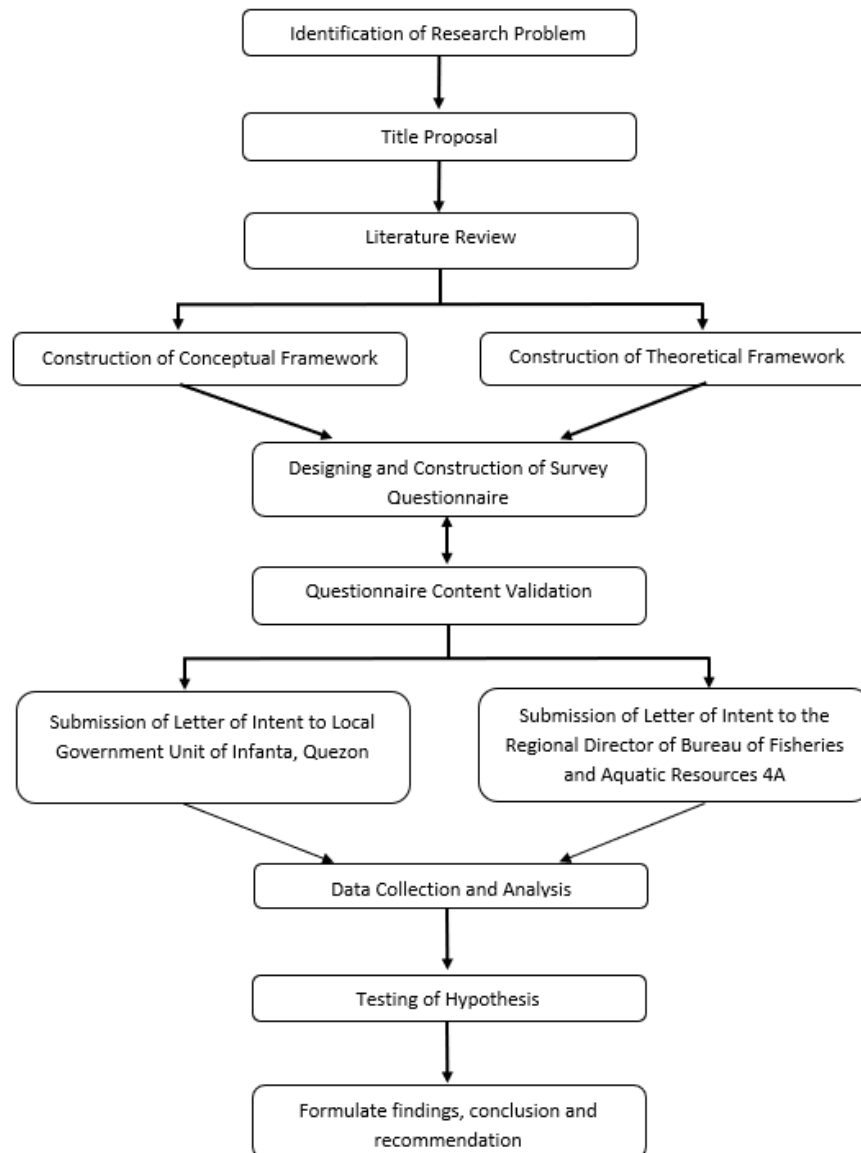 Identification of Research Problem
Title Proposal
Literature Review
Construction of Conceptual Framework
Construction of Theoretical Framework
Designing and Construction of Survey
Questionnaire
Questionnaire Content Validation
Submission of Letter of Intent to Local
Government Unit of Infanta, Quezon
Submission of Letter of Intent to the
Regional Director of Bureau of Fisheries
and Aquatic Resources 4A
Data Collection and Analysis
Testing of Hypothesis
Formulate findings, conclusion and
recommendation